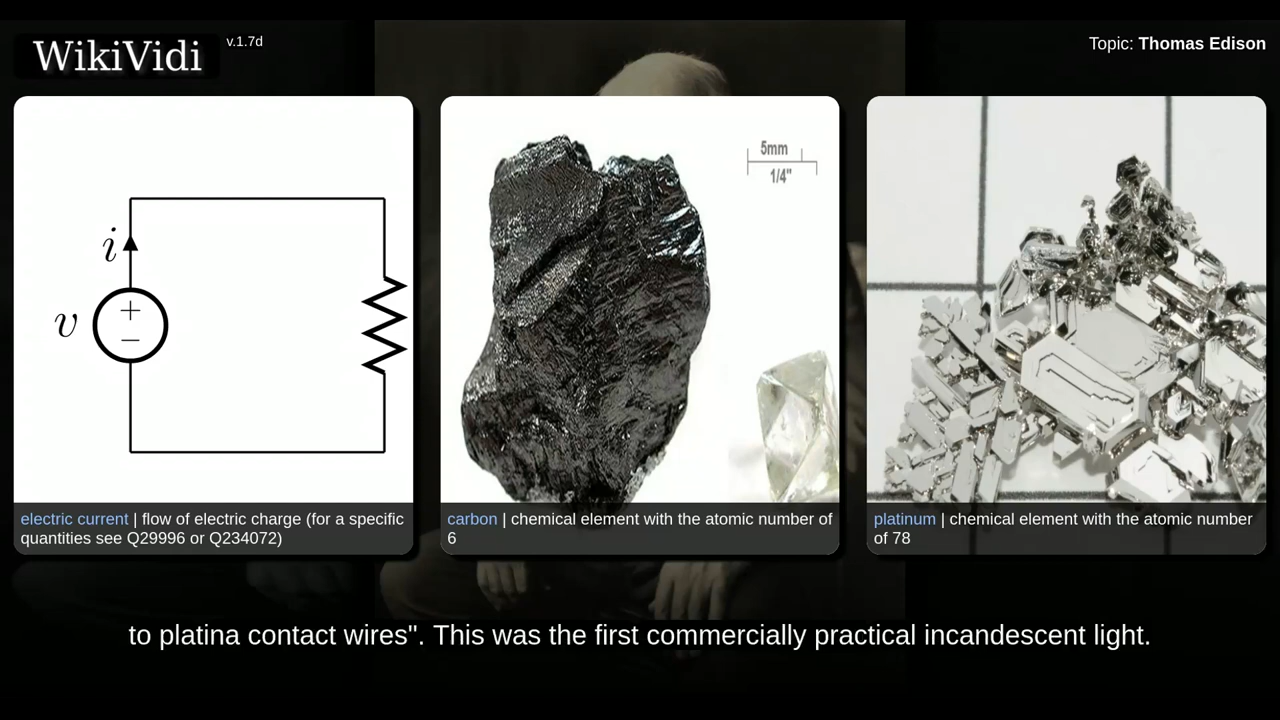 WikiVidi
v.1.7d
Topic: Thomas Edison
i
v
+
−
5mm
1/4"
electric current | flow of electric charge (for a specific
quantities see Q29996 or Q234072)
carbon | chemical element with the atomic number of
6
platinum | chemical element with the atomic number
of 78
to platina contact wires". This was the first commercially practical incandescent light.